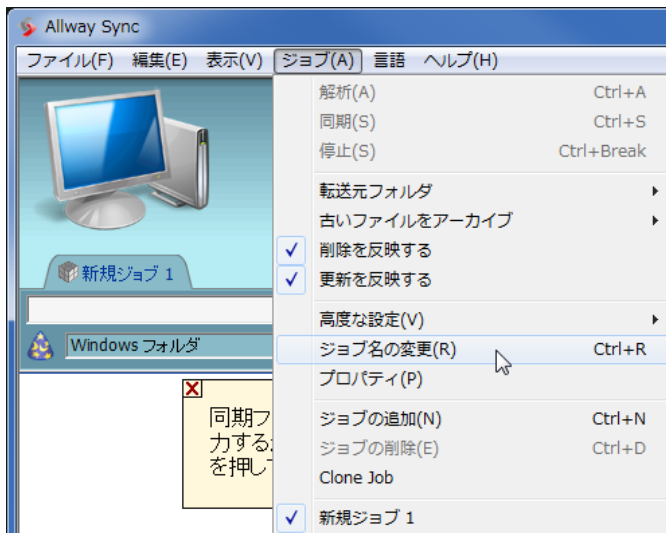 Allway Sync
ファイル(F) 編集(E) 表示(V) ジョブ(A) 言語 ヘルプ(H)
解析(A) Ctrl+A
同期(S) Ctrl+S
停止(S) Ctrl+Break
転送元フォルダ
古いファイルをアーカイブ
削除を反映する
更新を反映する
高度な設定(V)
ジョブ名の変更(R) Ctrl+R
プロパティ(P)
ジョブの追加(N) Ctrl+N
ジョブの削除(E) Ctrl+D
Clone Job
新規ジョブ 1
新規ジョブ 1
Windows フォルダ
同期フ
力する
を押し